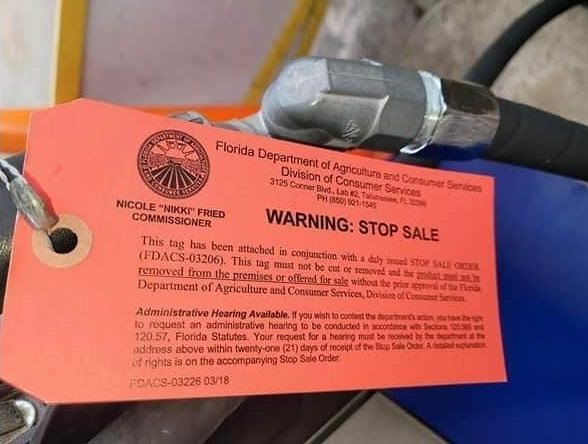 FLORIDA DEPARTMENT OF AGRICULTURE
AND CONSUMER SERVICES
NICOLE "NIKKI" FRIED
COMMISSIONER
Florida Department of Agriculture and Consumer Services
Division of Consumer Services
3125 Conner Blvd., Lab #2, Tallahassee, FL 32399
PH (850) 921-1545
WARNING: STOP SALE
This tag has been attached in conjunction with a duly issued STOP SALE ORDER
(FDACS-03206). This tag must not be cut or removed and the product must not be
removed from the premises or offered for sale without the prior approval of the Florida
Department of Agriculture and Consumer Services, Division of Consumer Services.
Administrative Hearing Available. If you wish to contest the department's action, you have the right
to request an administrative hearing to be conducted in accordance with Sections 120.569 and
120.57, Florida Statutes. Your request for a hearing must be received by the department at the
address above within twenty-one (21) days of receipt of the Stop Sale Order. A detailed explanation
of rights is on the accompanying Stop Sale Order.
FDACS-03226 03/18